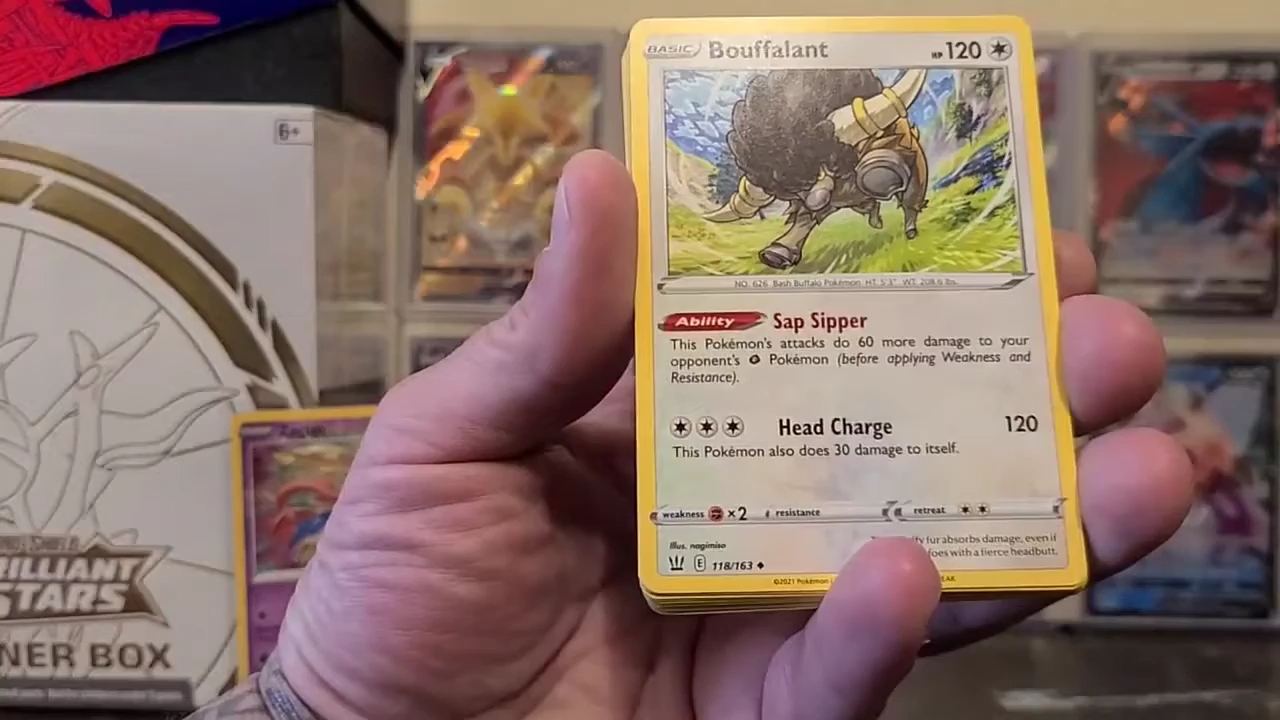 BASIC Bouffalant HP 120
NO. 626 Bash Buffalo Pokémon HT: 5'3" WT: 208.6 lbs.
Ability Sap Sipper
This Pokémon's attacks do 60 more damage to your
opponent's Pokémon (before applying Weakness and
Resistance).
Head Charge 120
This Pokémon also does 30 damage to itself.
weakness ×2 resistance retreat
fur absorbs damage, even if
foes with a fierce headbutt.
Illus. nagimiso
E 118/163
©2021 Pokémon
6+
RILLIANT
STARS
NER BOX